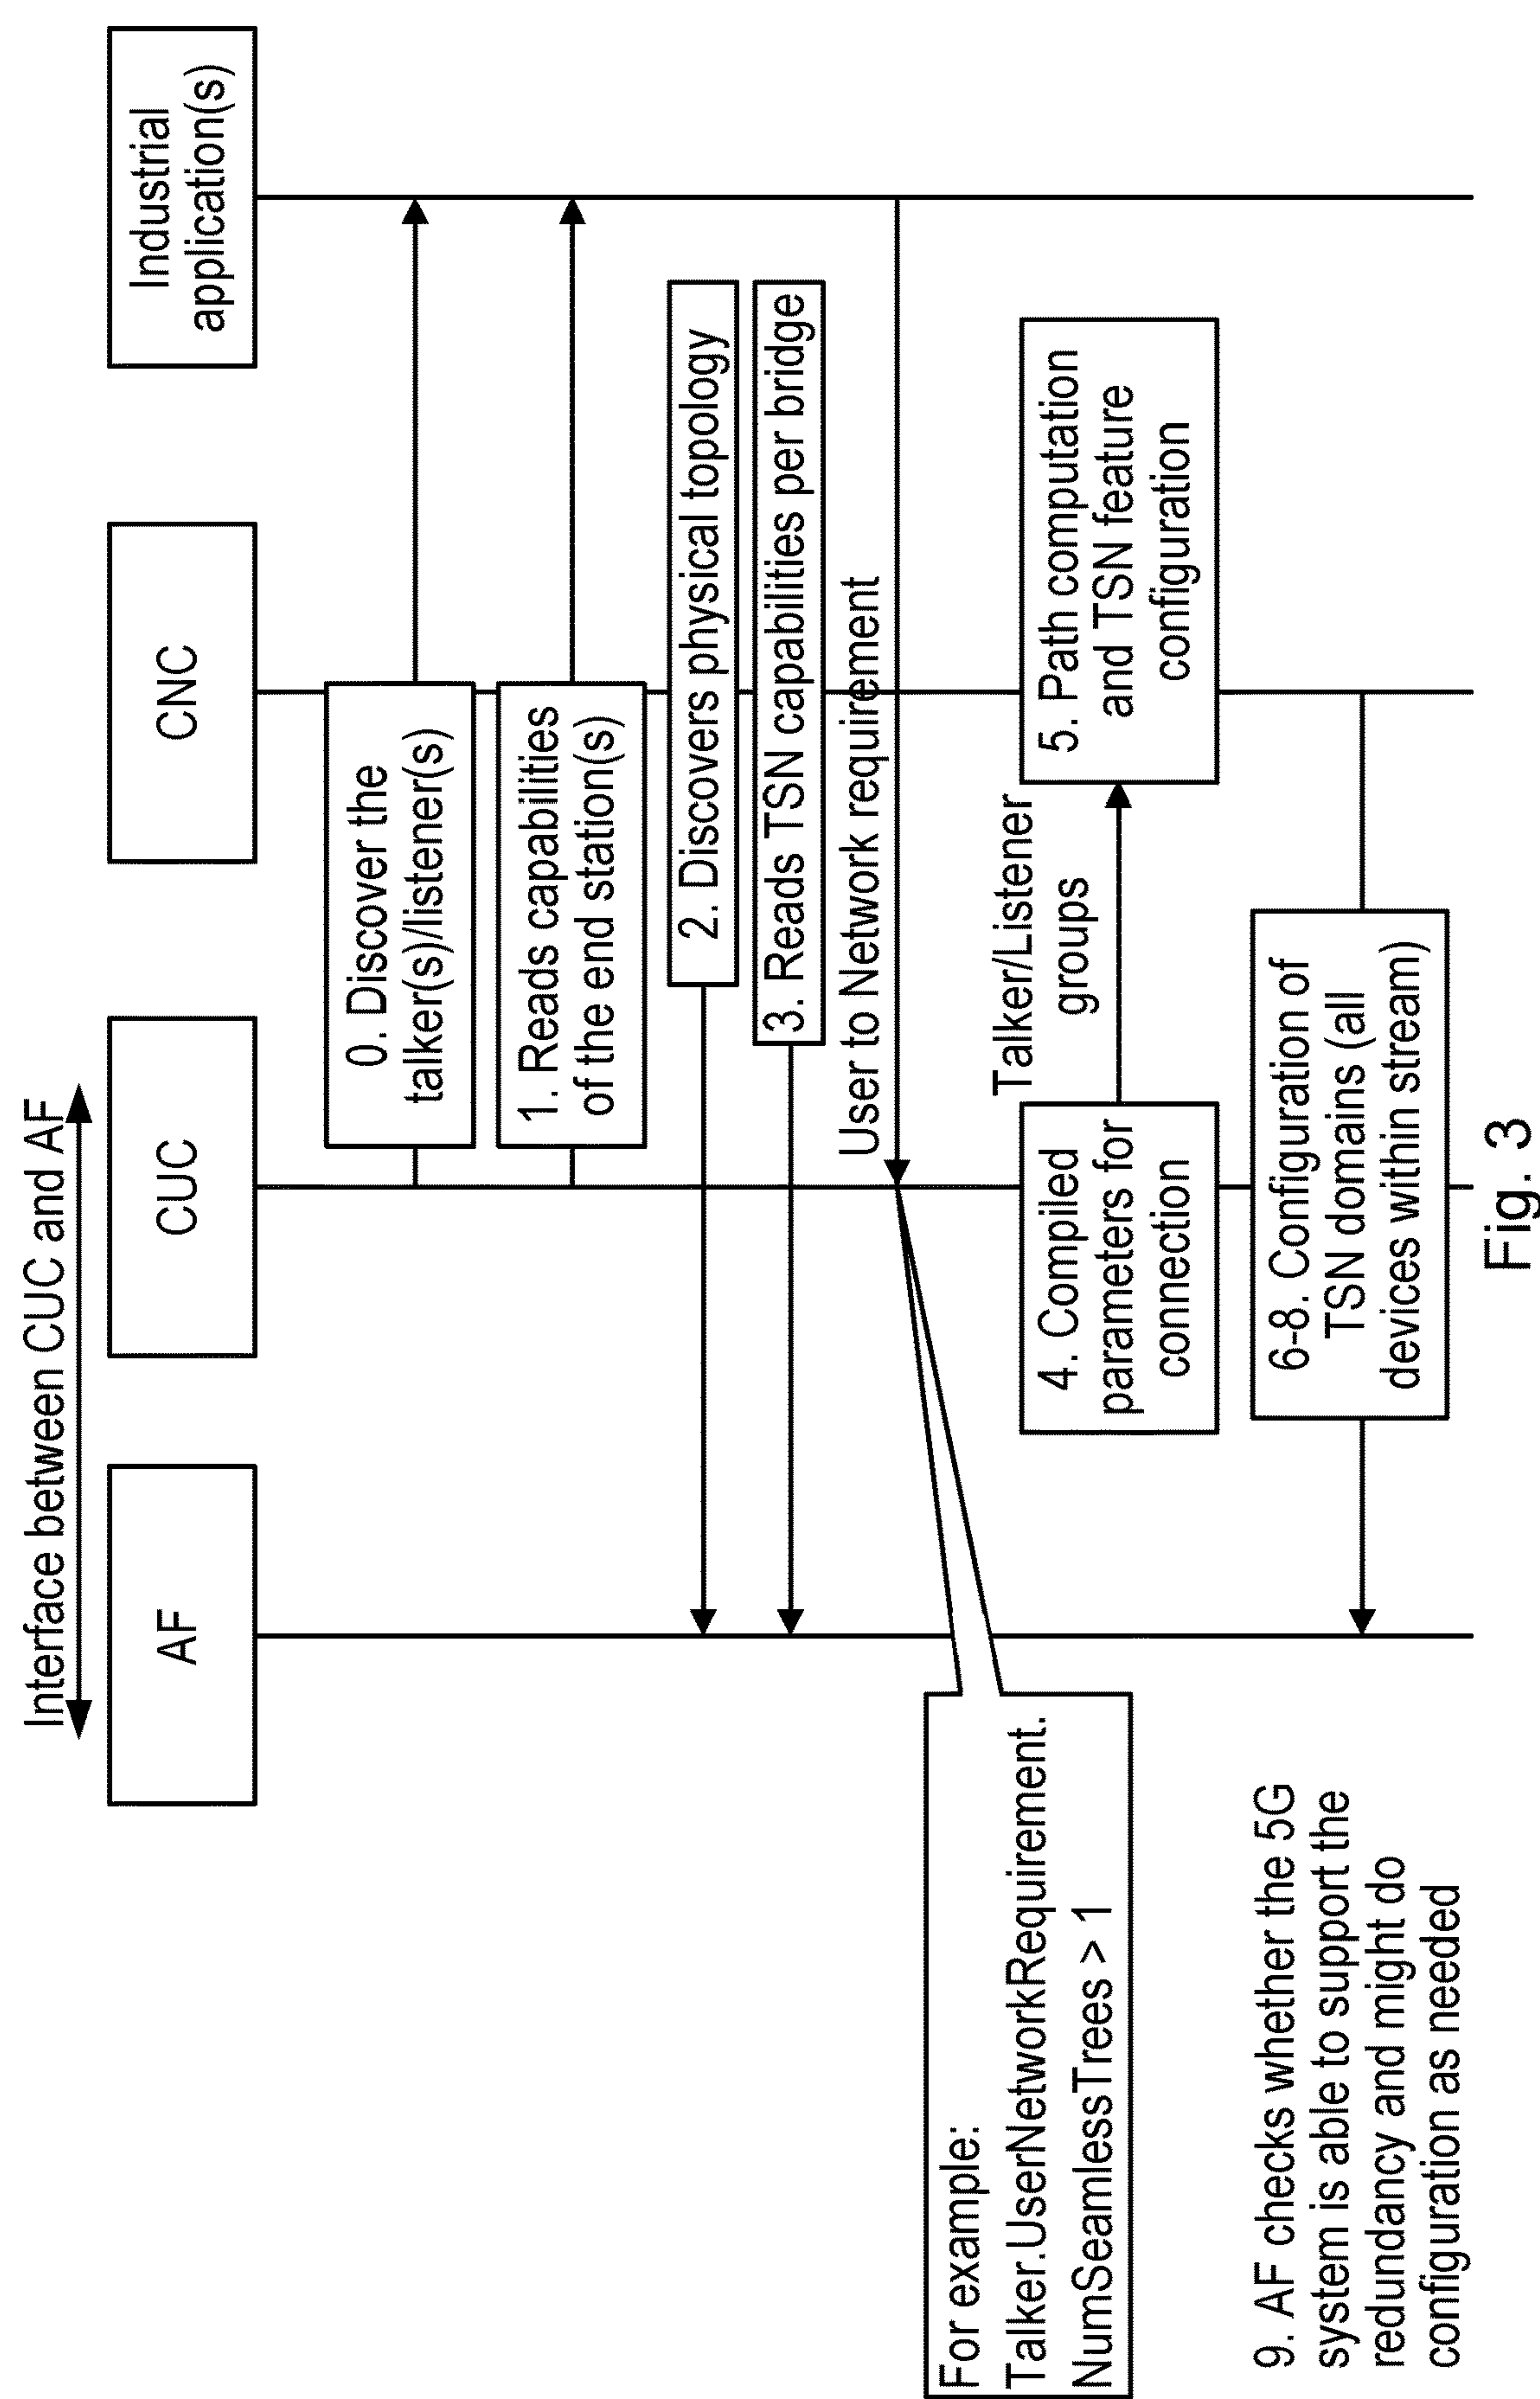 Interface between CUC and AF
AF
CUC
CNC
Industrial
application(s)
0. Discover the
talker(s)/listener(s)
1. Reads capabilities
of the end station(s)
2. Discovers physical topology
3. Reads TSN capabilities per bridge
User to Network requirement
For example:
Talker.UserNetworkRequirement.
NumSeamlessTrees > 1
4. Compiled
parameters for
connection
Talker/Listener
groups
5. Path computation
and TSN feature
configuration
6-8. Configuration of
TSN domains (all
devices within stream)
9. AF checks whether the 5G
system is able to support the
redundancy and might do
configuration as needed
Fig. 3